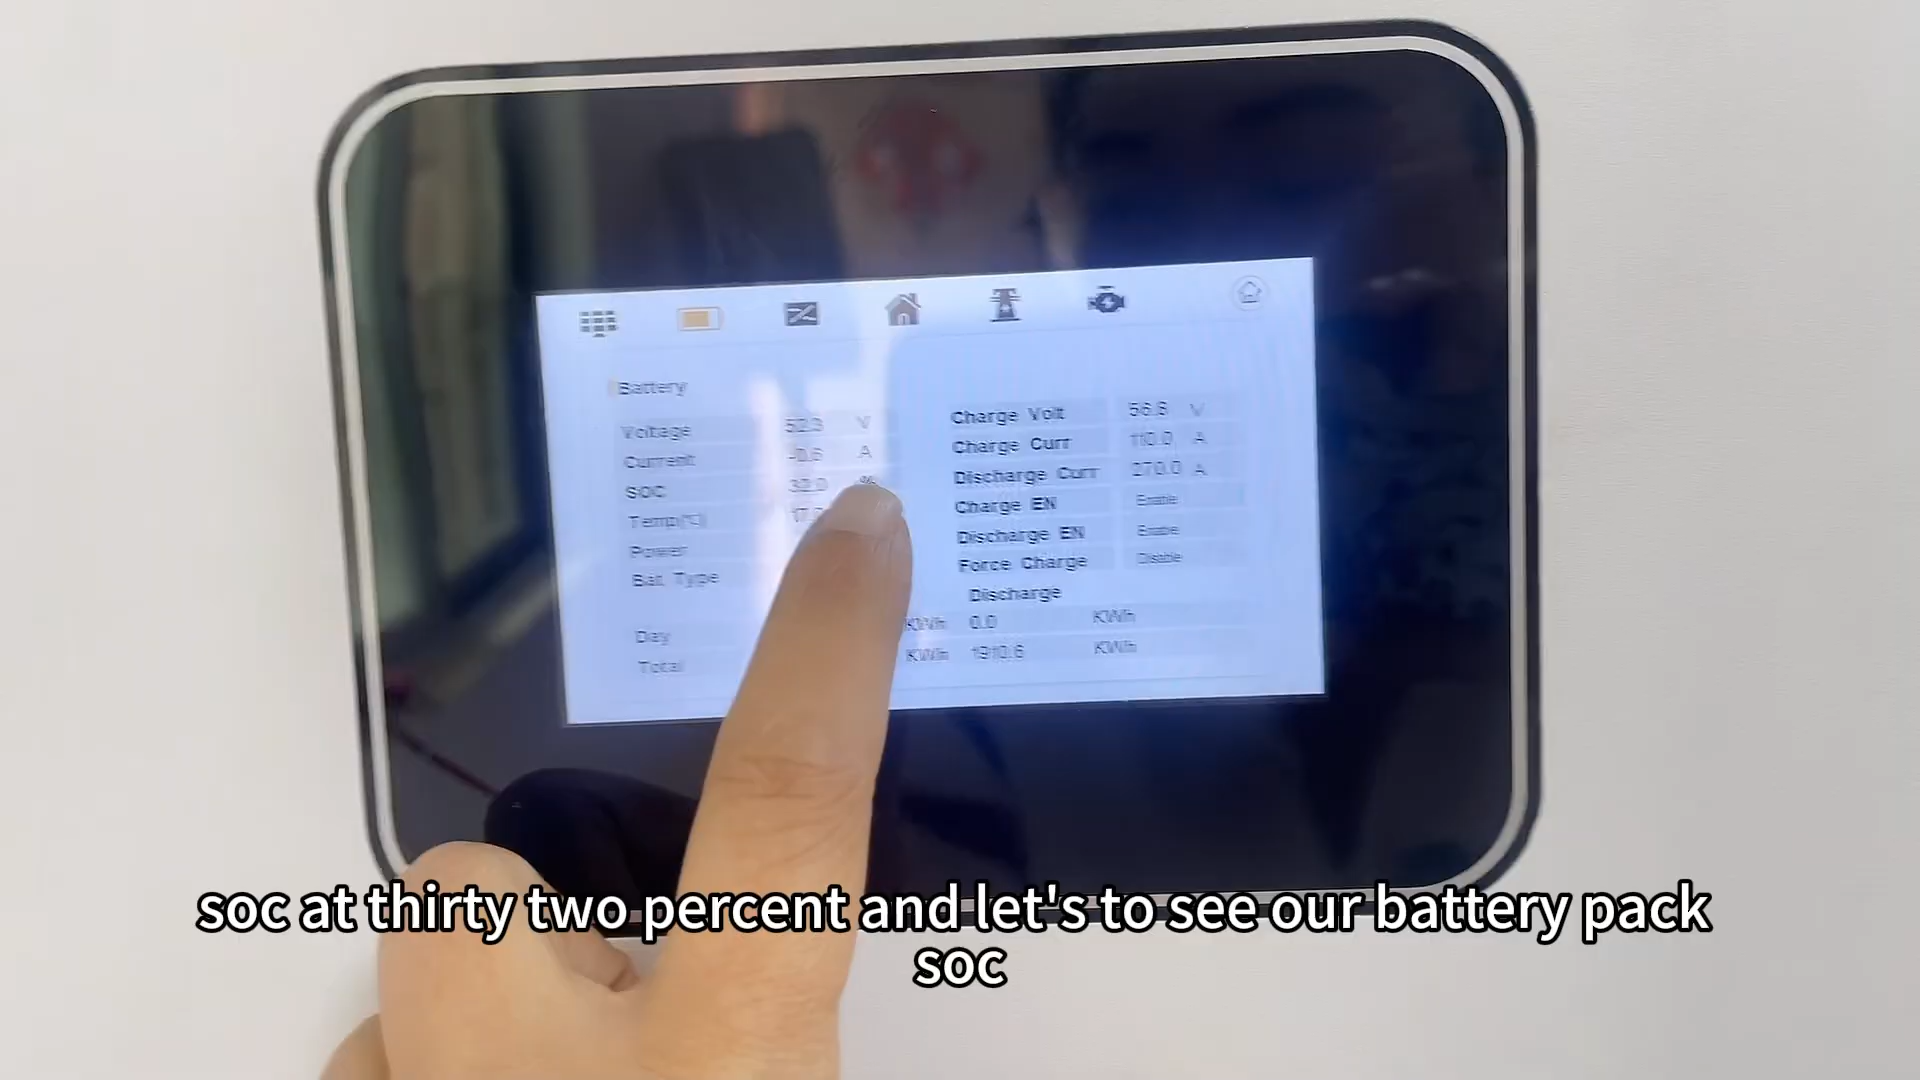 Battery
Voltage 52.3 V
Current -0.6 A
SOC 32.0 %
Temp(℃)
Power
Bat Type
Day
Total
Charge Volt 56.8 V
Charge Curr 110.0 A
Discharge Curr 270.0 A
Charge EN Enable
Discharge EN Enable
Force Charge Disable
Discharge
KWh 0.0 KWh
KWh 1910.6 KWh
soc at thirty two percent and let's to see our battery pack
soc